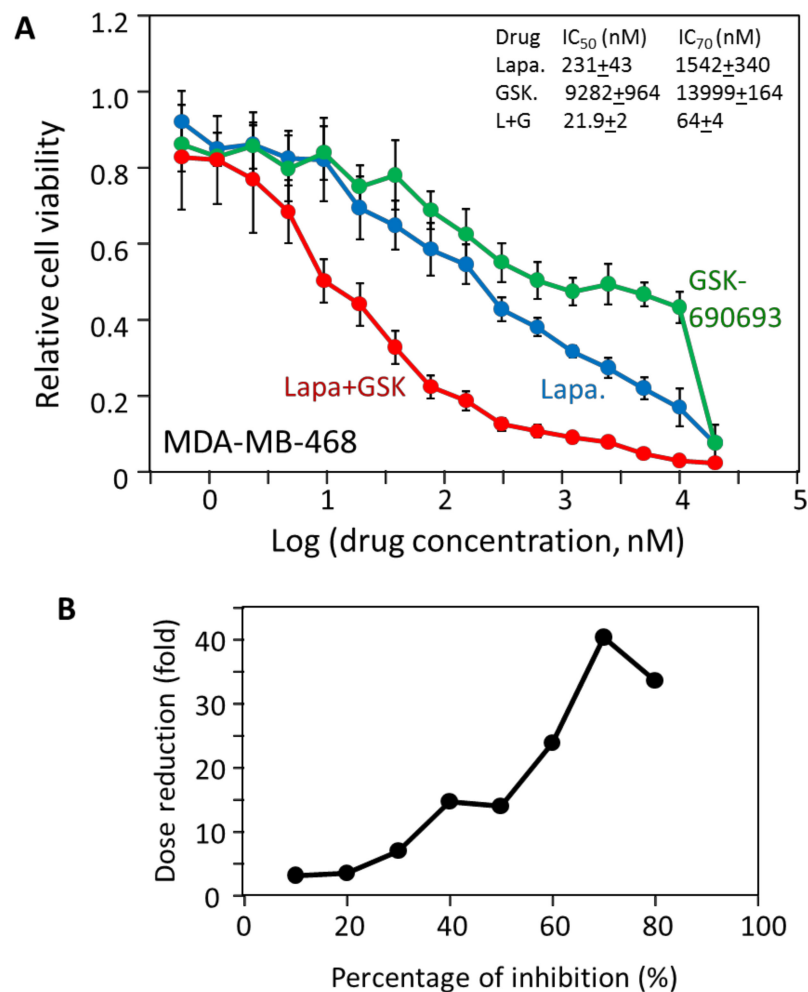 A
1.2
1.0
0.8
0.6
0.4
0.2
0
Relative cell viability
Drug IC50 (nM) IC70 (nM)
Lapa. 231±43 1542±340
GSK. 9282±964 13999±164
L+G 21.9±2 64±4
GSK-
690693
Lapa+GSK
Lapa.
MDA-MB-468
0 1 2 3 4 5
Log (drug concentration, nM)
B
40
30
20
10
0
Dose reduction (fold)
0 20 40 60 80 100
Percentage of inhibition (%)